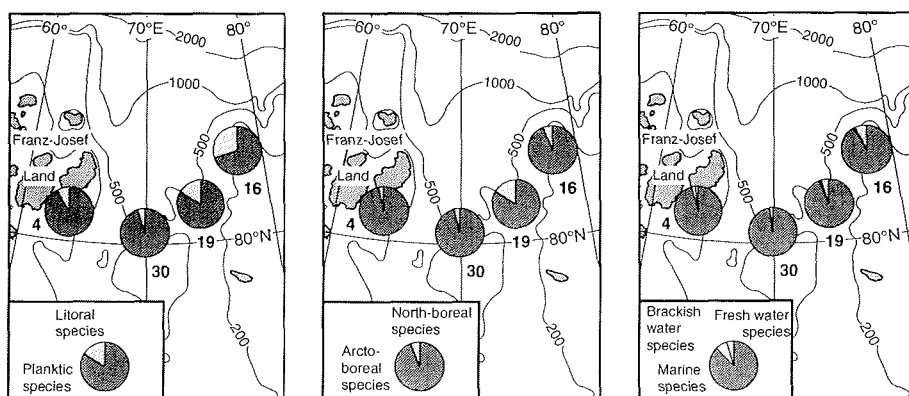 60°
70°E
80°
2000
1000
Franz-Josef
Land
500
500
16
4
19
80°N
30
200
Litoral
species
Planktic
species
60°
70°E
80°
2000
1000
Franz-Josef
Land
500
500
16
4
19
80°N
30
200
North-boreal
species
Arcto-
boreal
species
60°
70°E
80°
2000
1000
Franz-Josef
Land
500
500
16
4
19
80°N
30
200
Brackish
water
species
Fresh water
species
Marine
species